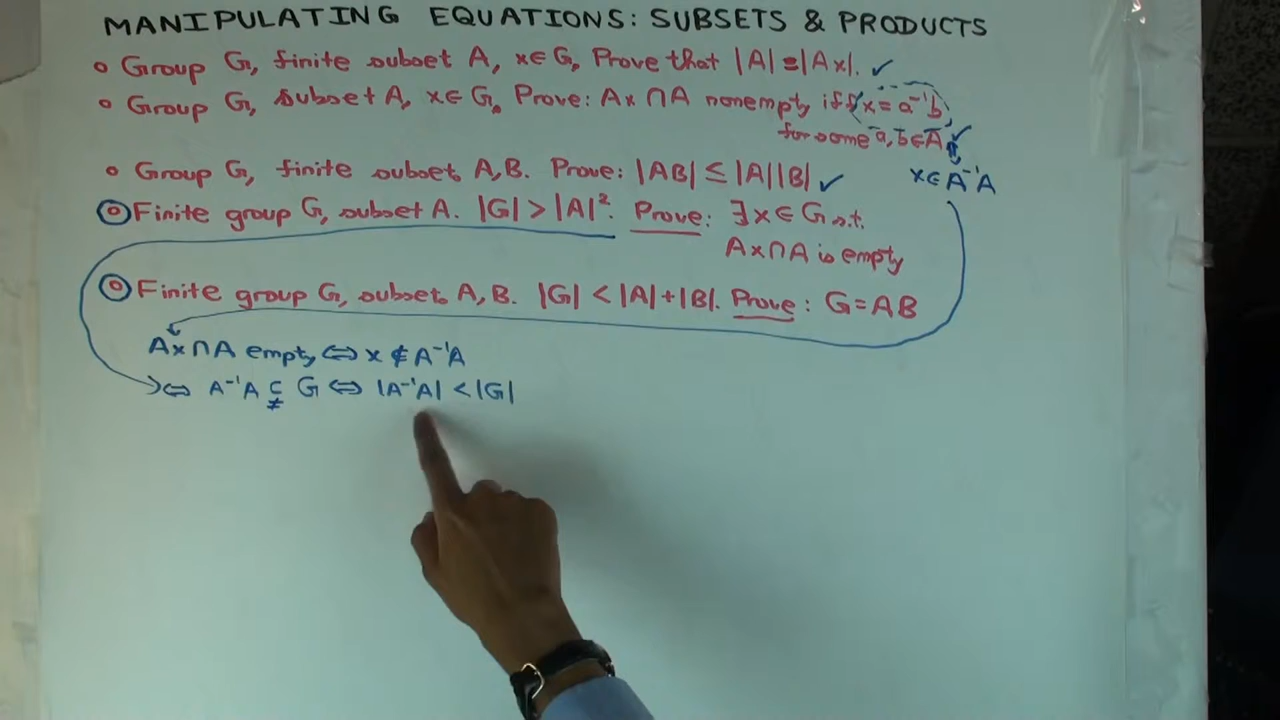 MANIPULATING EQUATIONS: SUBSETS & PRODUCTS
o Group G, finite subset A, x∈G, Prove that |A|=|Ax|. ✓
o Group G, subset A, x∈G. Prove: Ax∩A nonempty iff x=a⁻¹b
for some a,b∈A ✓
x∈A⁻¹A
o Group G, finite subset A,B. Prove: |AB| ≤ |A||B| ✓
o Finite group G, subset A. |G| > |A|². Prove: ∃x∈G s.t.
Ax∩A is empty
o Finite group G, subset A,B. |G| < |A|+|B|. Prove: G=AB
Ax∩A empty ⇔ x∉A⁻¹A
⇔ A⁻¹A ⊊ G ⇔ |A⁻¹A| < |G|